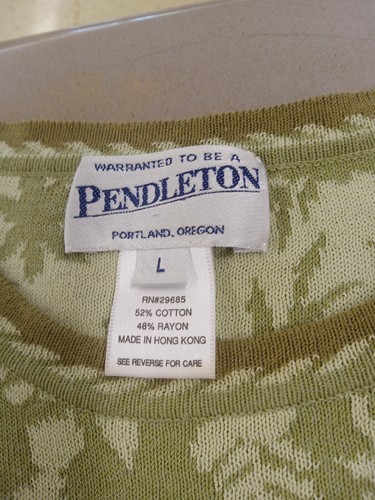 WARRANTED TO BE A
PENDLETON
PORTLAND, OREGON
L
RN#29685
52% COTTON
48% RAYON
MADE IN HONG KONG
SEE REVERSE FOR CARE